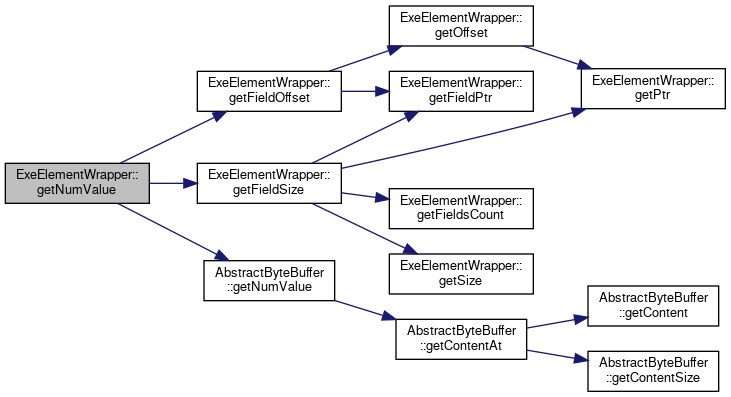 ExeElementWrapper::
getNumValue
ExeElementWrapper::
getFieldOffset
ExeElementWrapper::
getOffset
ExeElementWrapper::
getPtr
ExeElementWrapper::
getFieldPtr
ExeElementWrapper::
getFieldSize
ExeElementWrapper::
getFieldsCount
ExeElementWrapper::
getSize
AbstractByteBuffer
::getNumValue
AbstractByteBuffer
::getContentAt
AbstractByteBuffer
::getContent
AbstractByteBuffer
::getContentSize